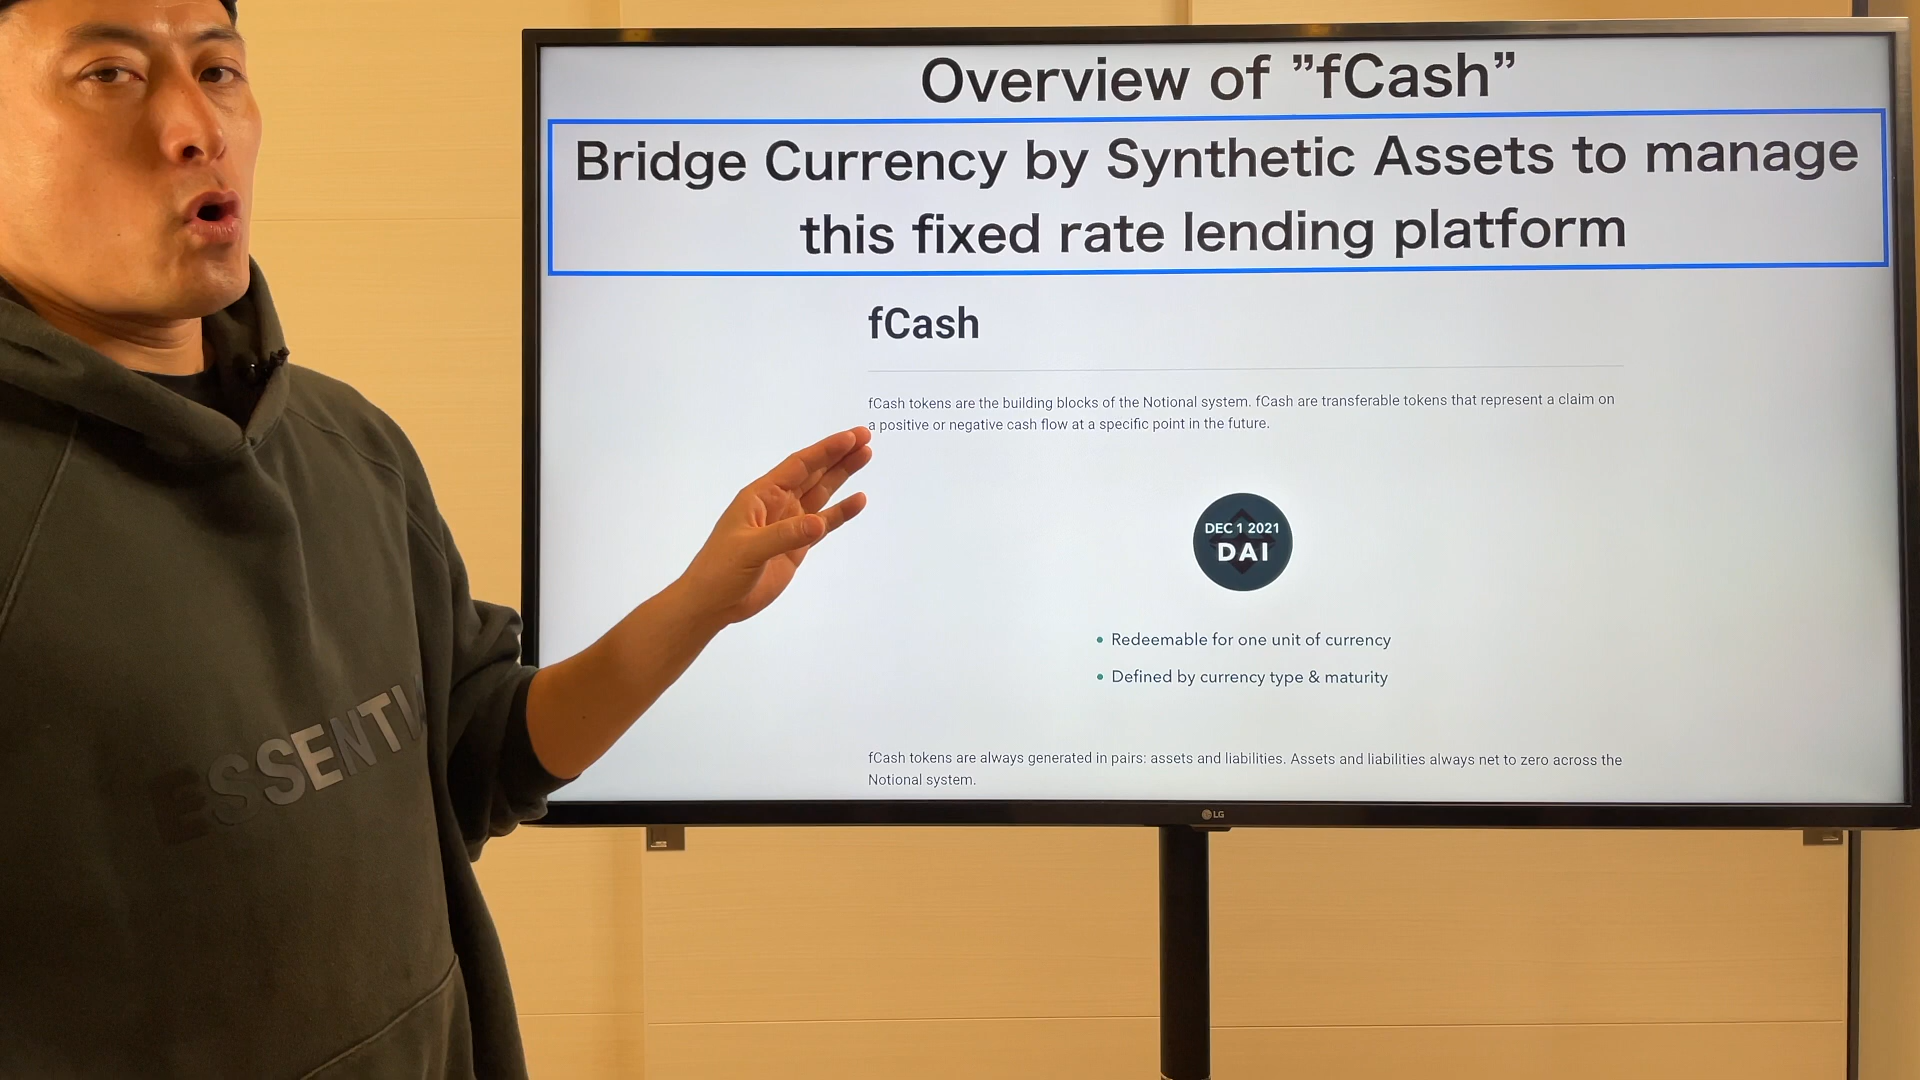 Overview of ”fCash”
Bridge Currency by Synthetic Assets to manage
this fixed rate lending platform
fCash
fCash tokens are the building blocks of the Notional system. fCash are transferable tokens that represent a claim on
a positive or negative cash flow at a specific point in the future.
DEC 1 2021
DAI
• Redeemable for one unit of currency
• Defined by currency type & maturity
fCash tokens are always generated in pairs: assets and liabilities. Assets and liabilities always net to zero across the
Notional system.
LG
ESSENTI